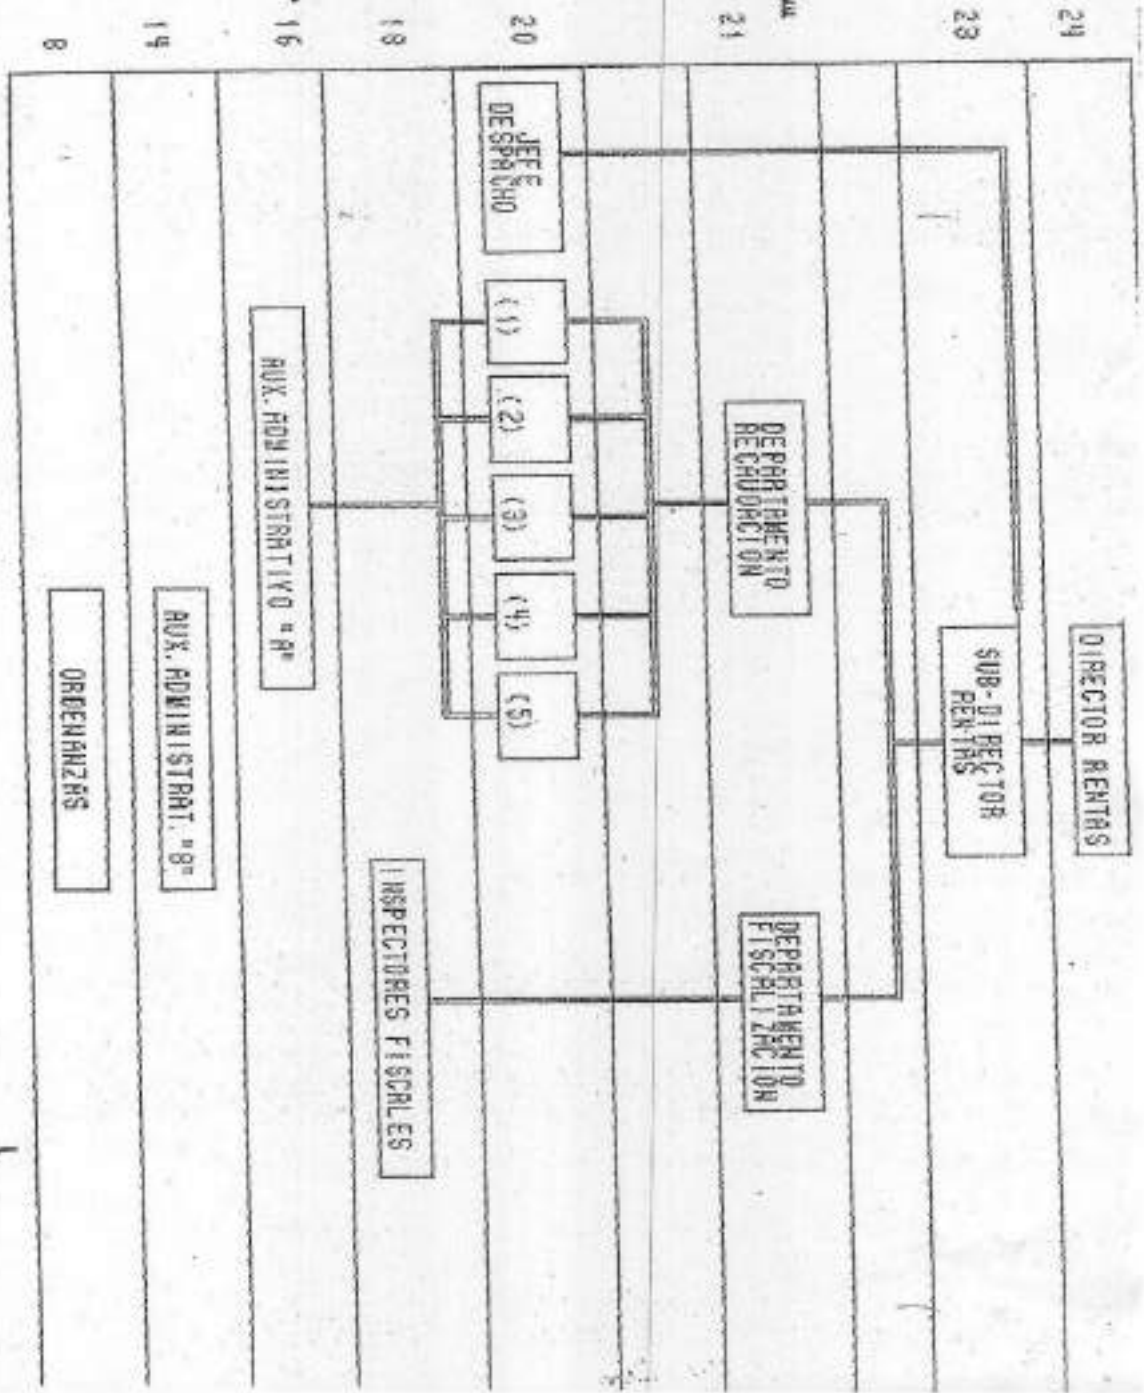 24
DIRECTOR RENTAS
23
SUB-DIRECTOR
RENTAS
21
DEPARTAMENTO
RECAUDACION
DEPARTAMENTO
FISCALIZACION
20
JEFE
DESPACHO
(1)
(2)
(3)
(4)
(5)
18
INSPECTORES FISCALES
16
AUX. ADMINISTRATIVO "A"
14
AUX. ADMINISTRAT. "B"
8
ORDENANZAS